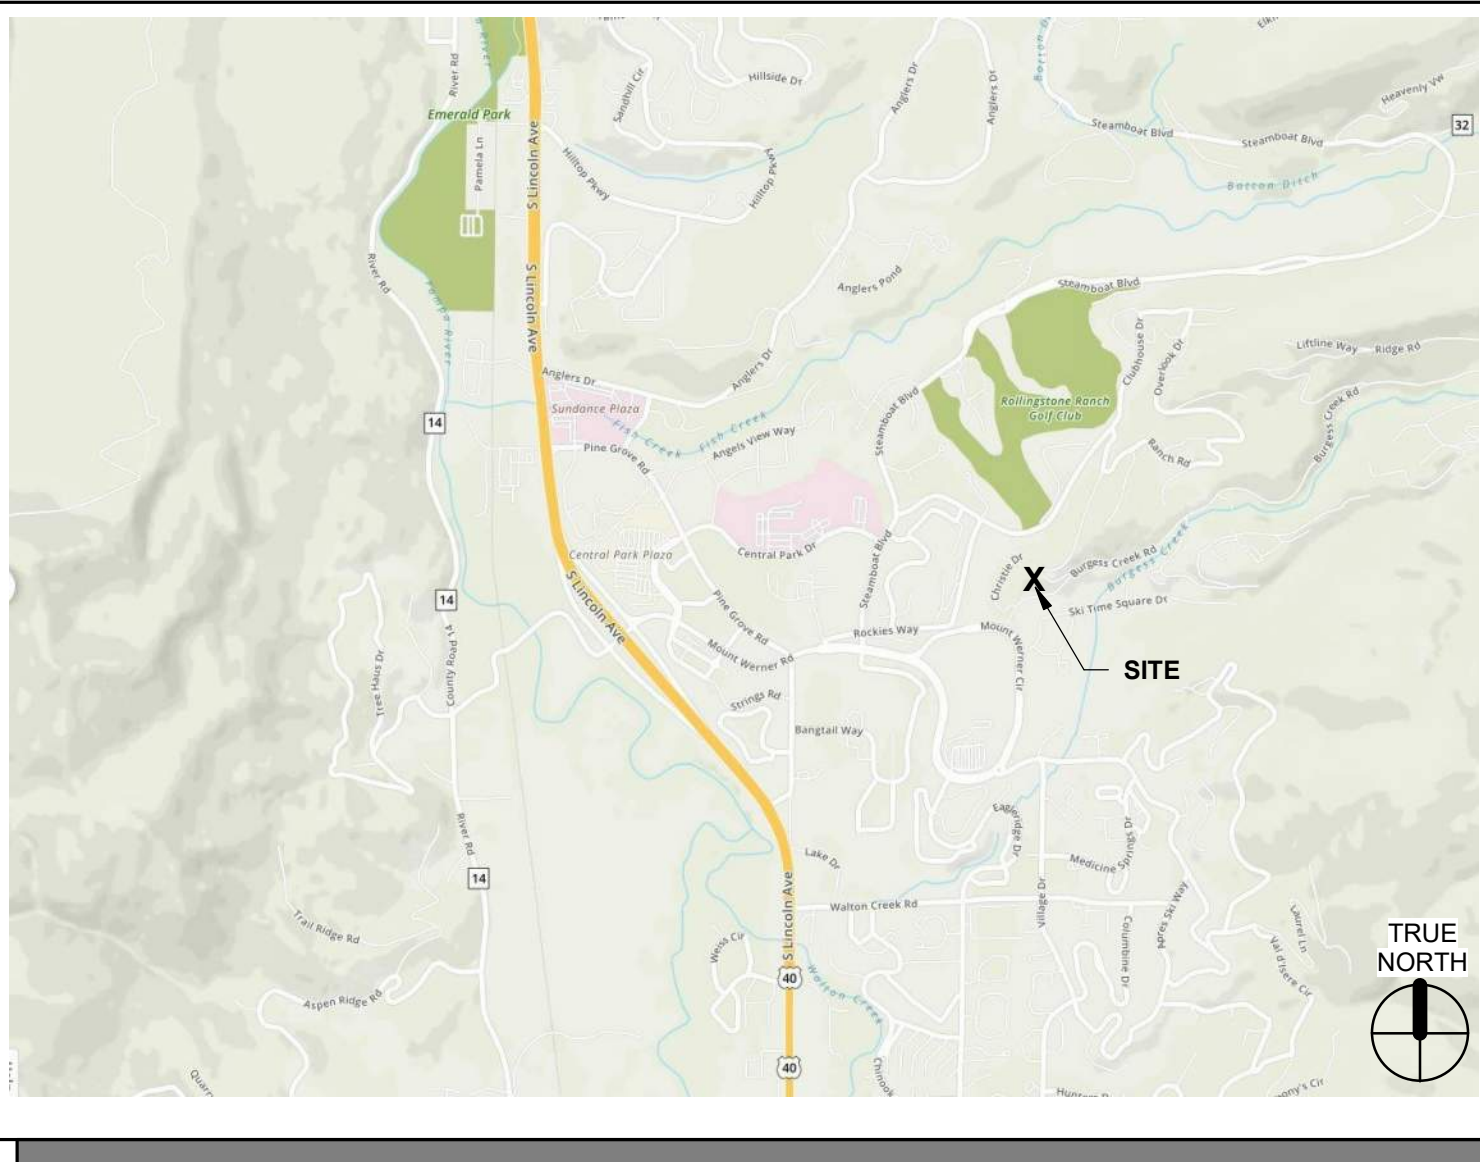 River Rd
Emerald Park
Pamela Ln
S Lincoln Ave
Sandhill Cir
Hillside Dr
Hilltop Pkwy
Hilltop Pkwy
Anglers Dr
Anglers Dr
Steamboat Blvd
Steamboat Blvd
Heavenly Vw
32
Burton Ditch
River Rd
Yampa River
S Lincoln Ave
Anglers Pond
Steamboat Blvd
Anglers Dr
Anglers Dr
Clubhouse Dr
Overlook Dr
Liftline Way
Ridge Rd
Sundance Plaza
Rollingstone Ranch
Golf Club
Steamboat Blvd
Burgess Creek Rd
14
Fish Creek
Fish Creek
Angels View Way
Pine Grove Rd
Ranch Rd
Central Park Plaza
Central Park Dr
Steamboat Blvd
Christie Dr
X
Burgess Creek Rd
Burgess Creek
Ski Time Square Dr
14
S Lincoln Ave
Pine Grove Rd
Rockies Way
Mount Werner Cir
Mount Werner Rd
SITE
County Road 14
Tree Haus Dr
Strings Rd
Bangtail Way
River Rd
Eagleridge Dr
Lake Dr
Medicine Springs Dr
14
S Lincoln Ave
Walton Creek Rd
Village Dr
Columbine Dr
Apres Ski Way
Laurel Ln
Val d'Isere Cir
Trail Ridge Rd
Weiss Cir
TRUE
NORTH
40
Walton Creek
Aspen Ridge Rd
40
Chinook